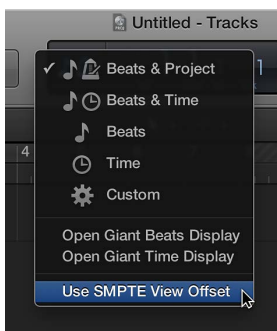 Untitled - Tracks
Beats & Project
1
Beats & Time
Beats
4
Time
Custom
Open Giant Beats Display
Open Giant Time Display
Use SMPTE View Offset